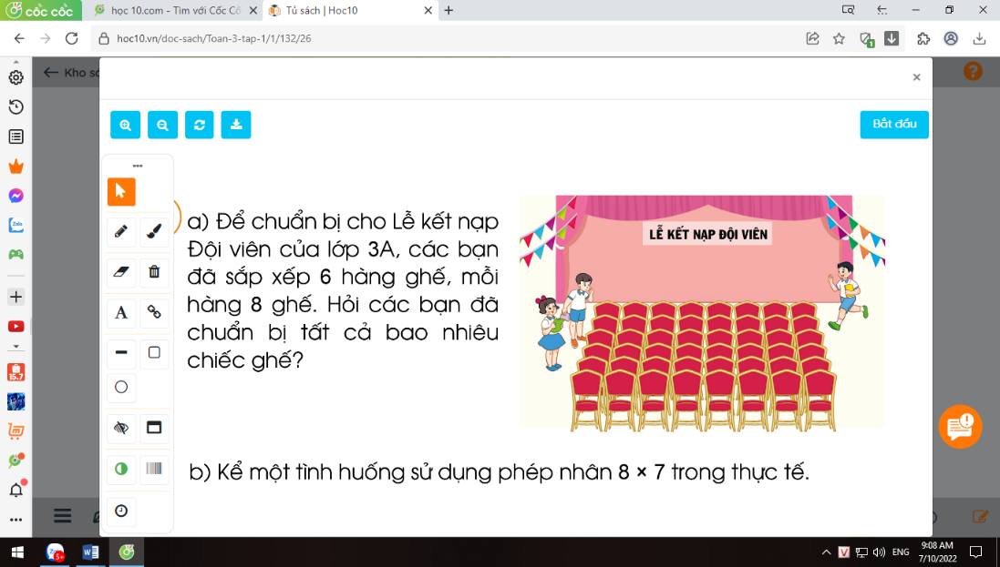 cốc cốc
học 10.com - Tìm với Cốc Cố
Tủ sách | Hoc10
hoc10.vn/doc-sach/Toan-3-tap-1/1/132/26
Kho sá
Bắt đầu
a) Để chuẩn bị cho Lễ kết nạp
Đội viên của lớp 3A, các bạn
đã sắp xếp 6 hàng ghế, mỗi
hàng 8 ghế. Hỏi các bạn đã
chuẩn bị tất cả bao nhiêu
chiếc ghế?
LỄ KẾT NẠP ĐỘI VIÊN
b) Kể một tình huống sử dụng phép nhân 8 × 7 trong thực tế.
Zalo
15.7
A
5+
V
ENG
9:08 AM
7/10/2022